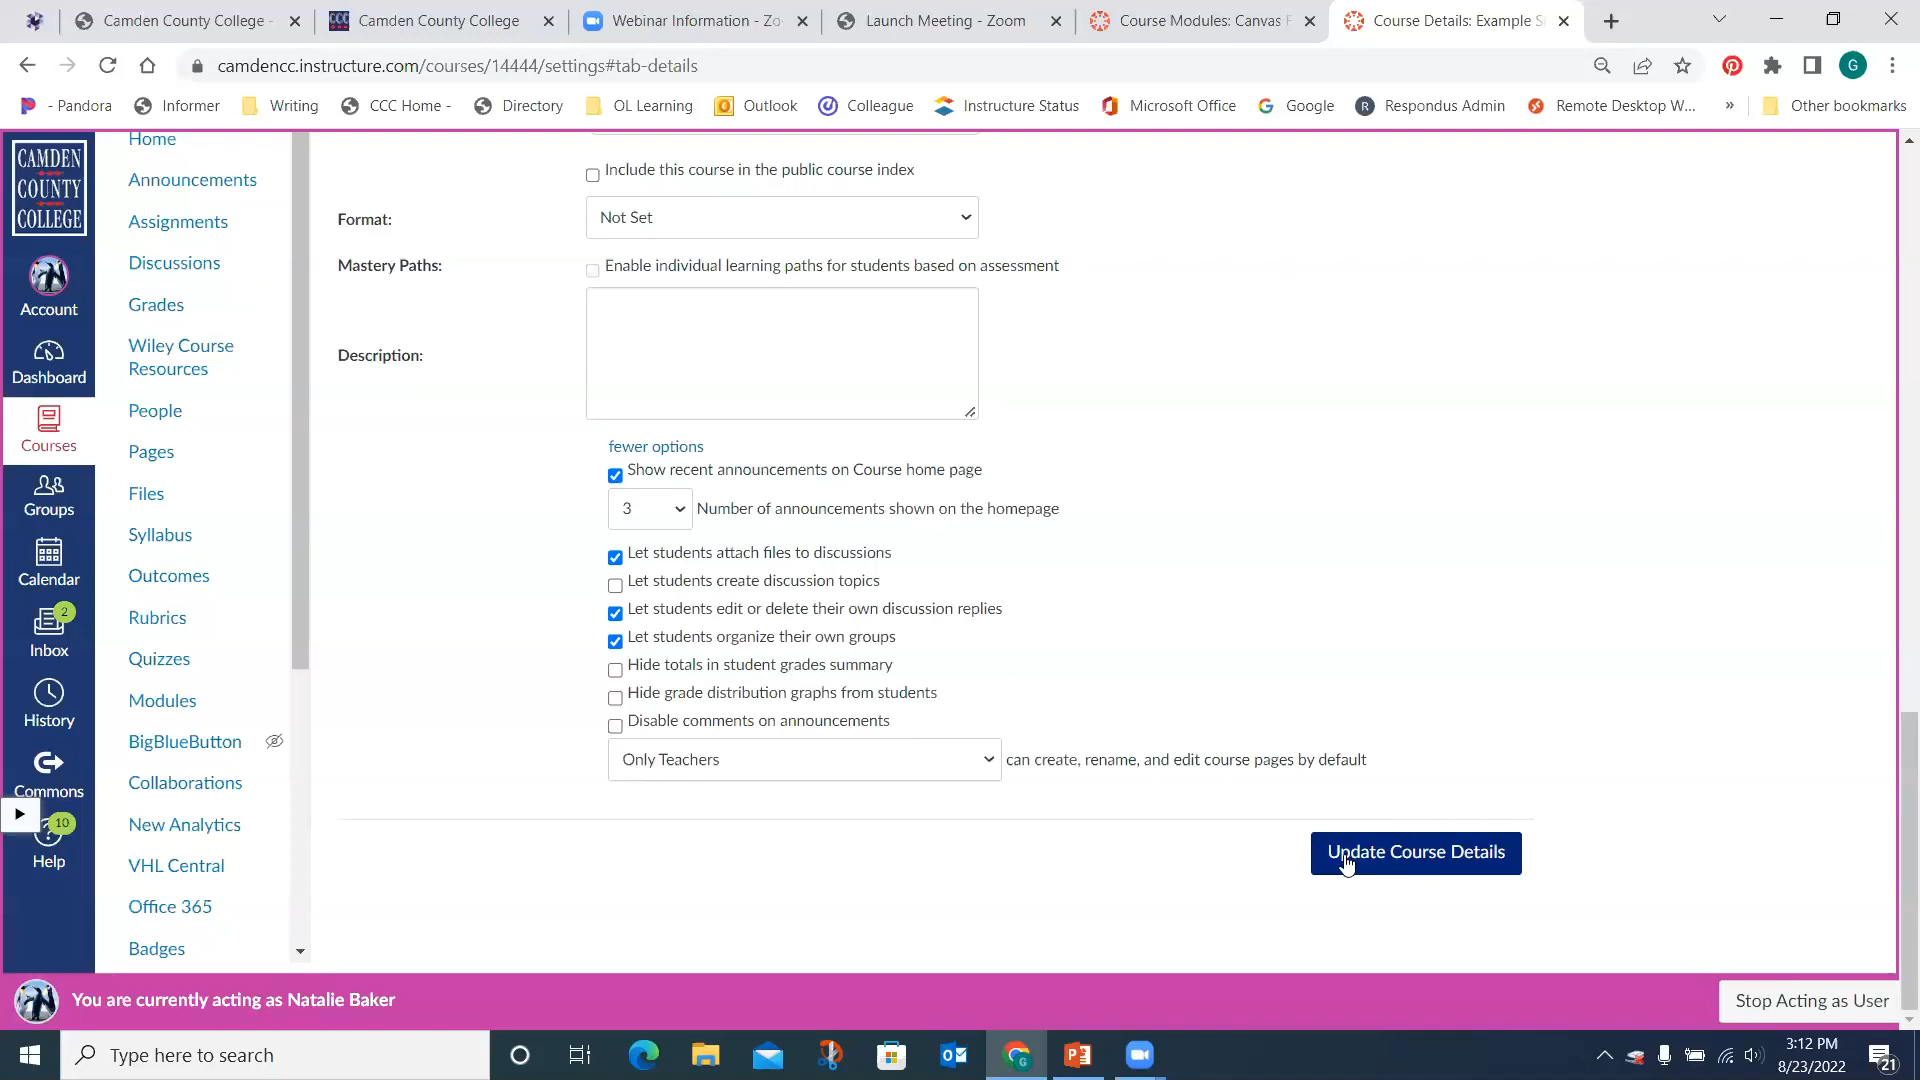 Camden County College -
CCC Camden County College
Webinar Information - Zo
Launch Meeting - Zoom
Course Modules: Canvas F
Course Details: Example S
camdencc.instructure.com/courses/14444/settings#tab-details
G
- Pandora
Informer
Writing
CCC Home -
Directory
OL Learning
Outlook
Colleague
Instructure Status
Microsoft Office
Google
Respondus Admin
Remote Desktop W...
»
Other bookmarks
CAMDEN
COUNTY
COLLEGE
Account
Dashboard
Courses
Groups
Calendar
2
Inbox
History
Commons
10
Help
Home
Announcements
Assignments
Discussions
Grades
Wiley Course
Resources
People
Pages
Files
Syllabus
Outcomes
Rubrics
Quizzes
Modules
BigBlueButton
Collaborations
New Analytics
VHL Central
Office 365
Badges
Include this course in the public course index
Format: Not Set
Mastery Paths: Enable individual learning paths for students based on assessment
Description:
fewer options
Show recent announcements on Course home page
3 Number of announcements shown on the homepage
Let students attach files to discussions
Let students create discussion topics
Let students edit or delete their own discussion replies
Let students organize their own groups
Hide totals in student grades summary
Hide grade distribution graphs from students
Disable comments on announcements
Only Teachers can create, rename, and edit course pages by default
Update Course Details
You are currently acting as Natalie Baker
Stop Acting as User
Type here to search
3:12 PM
8/23/2022
21